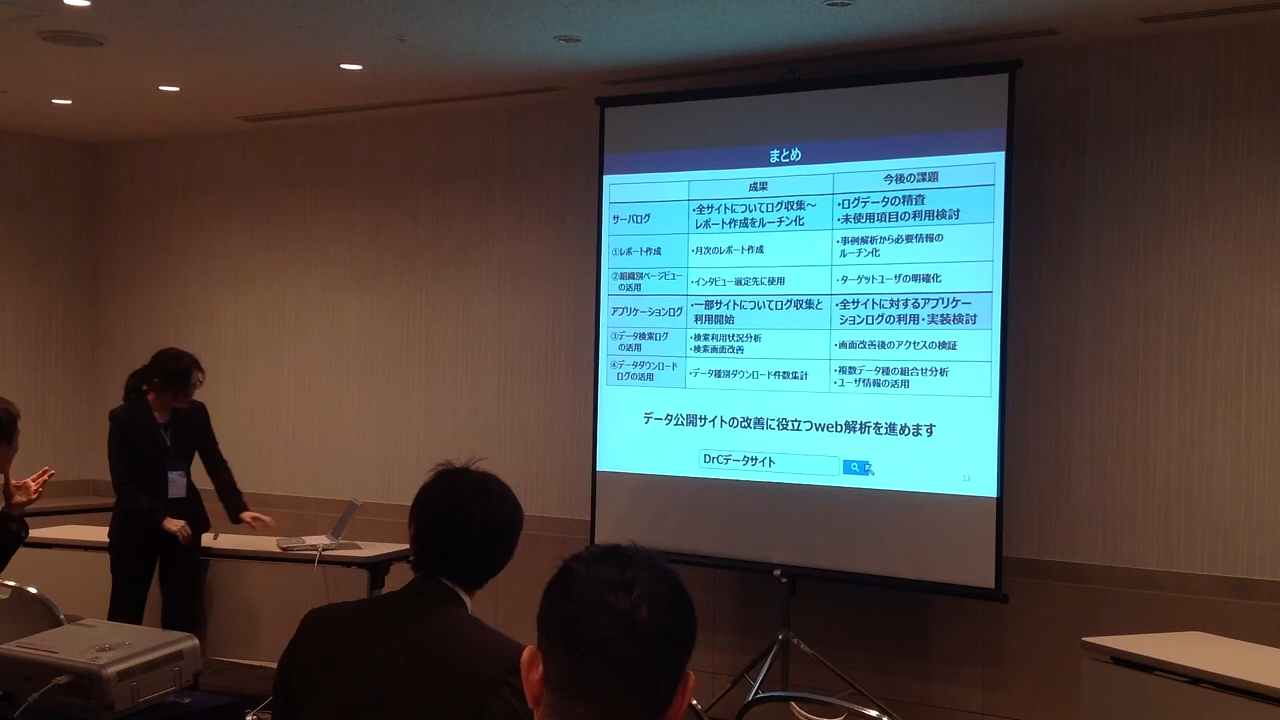 まとめ
成果
今後の課題
サーバログ
・全サイトについてログ収集～
レポート作成をルーチン化
・ログデータの精査
・未使用項目の利用検討
①レポート作成
・月次のレポート作成
・事例解析から必要情報の
ルーチン化
②組織別ページビュー
の活用
・インタビュー選定先に使用
・ターゲットユーザの明確化
アプリケーションログ
・一部サイトについてログ収集と
利用開始
・全サイトに対するアプリケー
ションログの利用・実装検討
③データ検索ログ
の活用
・検索利用状況分析
・検索画面改善
・画面改善後のアクセスの検証
④データダウンロード
ログの活用
・データ種別ダウンロード件数集計
・複数データ種の組合せ分析
・ユーザ情報の活用
データ公開サイトの改善に役立つweb解析を進めます
DrCデータサイト
13